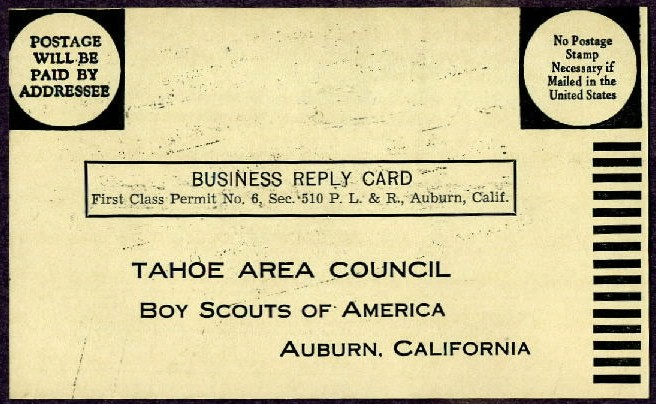 POSTAGE
WILL BE
PAID BY
ADDRESSEE
No Postage
Stamp
Necessary if
Mailed in the
United States
BUSINESS REPLY CARD
First Class Permit No. 6, Sec. 510 P. L. & R., Auburn, Calif.
TAHOE AREA COUNCIL
BOY SCOUTS OF AMERICA
AUBURN, CALIFORNIA